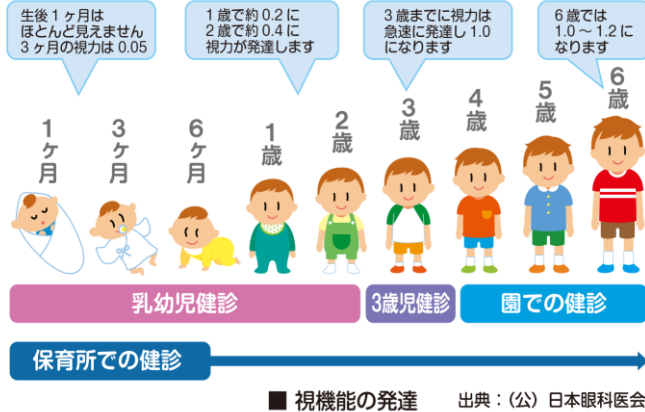 生後1ヶ月は
ほとんど見えません
3ヶ月の視力は0.05
1歳で約0.2に
2歳で約0.4に
視力が発達します
3歳までに視力は
急速に発達し1.0
になります
6歳では
1.0〜1.2に
なります
1ヶ月
3ヶ月
6ヶ月
1歳
2歳
3歳
4歳
5歳
6歳
乳幼児健診
3歳児健診
園での健診
保育所での健診
■ 視機能の発達
出典：（公）日本眼科医会